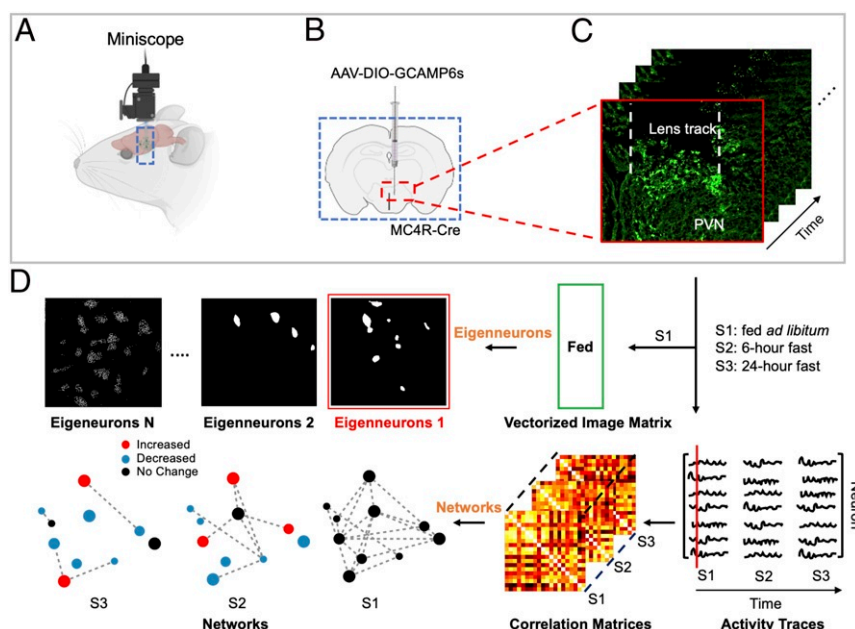 A
Miniscope
B
AAV-DIO-GCAMP6s
MC4R-Cre
C
Lens track
PVN
Time
D
Eigenneurons
Fed
S1
S1: fed ad libitum
S2: 6-hour fast
S3: 24-hour fast
Eigeneurons N
Eigenneurons 2
Eigenneurons 1
Vectorized Image Matrix
Increased
Decreased
No Change
Networks
S3
S2
S1
Networks
S1
S2
S3
Correlation Matrices
Neuron
S1
S2
S3
Time
Activity Traces